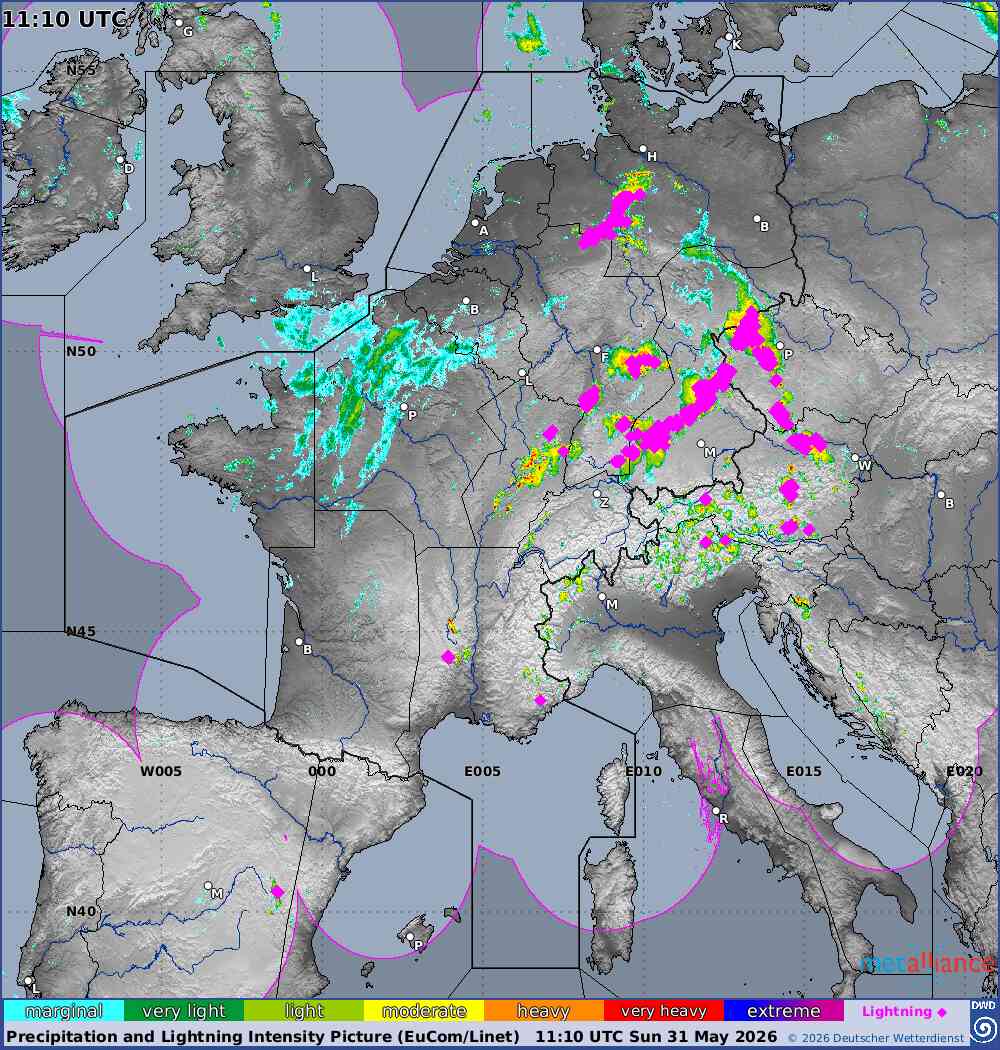 11:10 UTC
G
K
N55
H
D
A
B
L
B
N50
F
P
L
P
M
W
Z
B
M
N45
B
W005
000
E005
E010
E015
E020
R
M
N40
P
L
metalliance
marginal
very light
light
moderate
heavy
very heavy
extreme
Lightning
DWD
Precipitation and Lightning Intensity Picture (EuCom/Linet) 11:10 UTC Sun 31 May 2026 © 2026 Deutscher Wetterdienst